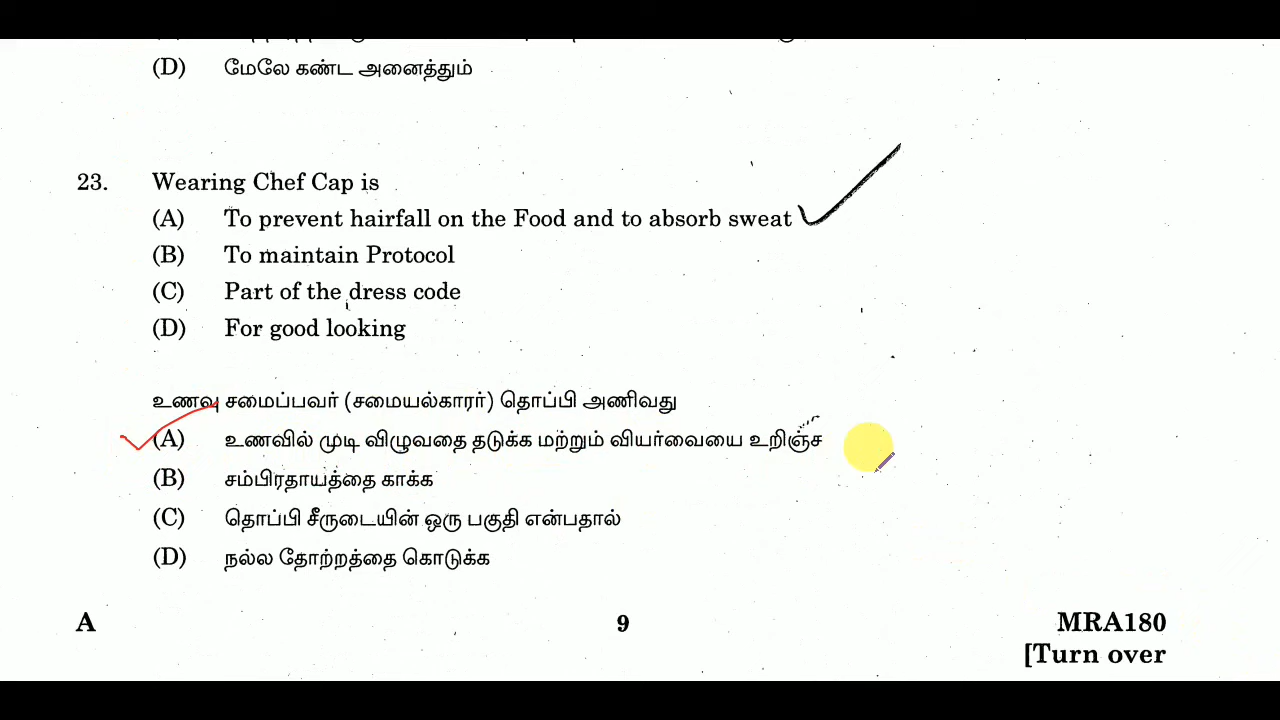 (D) மேலே கண்ட அனைத்தும்
23. Wearing Chef Cap is
(A) To prevent hairfall on the Food and to absorb sweat
(B) To maintain Protocol
(C) Part of the dress code
(D) For good looking
உணவு சமைப்பவர் (சமையல்காரர்) தொப்பி அணிவது
(A) உணவில் முடி விழுவதை தடுக்க மற்றும் வியர்வையை உறிஞ்ச
(B) சம்பிரதாயத்தை காக்க
(C) தொப்பி சீருடையின் ஒரு பகுதி என்பதால்
(D) நல்ல தோற்றத்தை கொடுக்க
A 9 MRA180
[Turn over